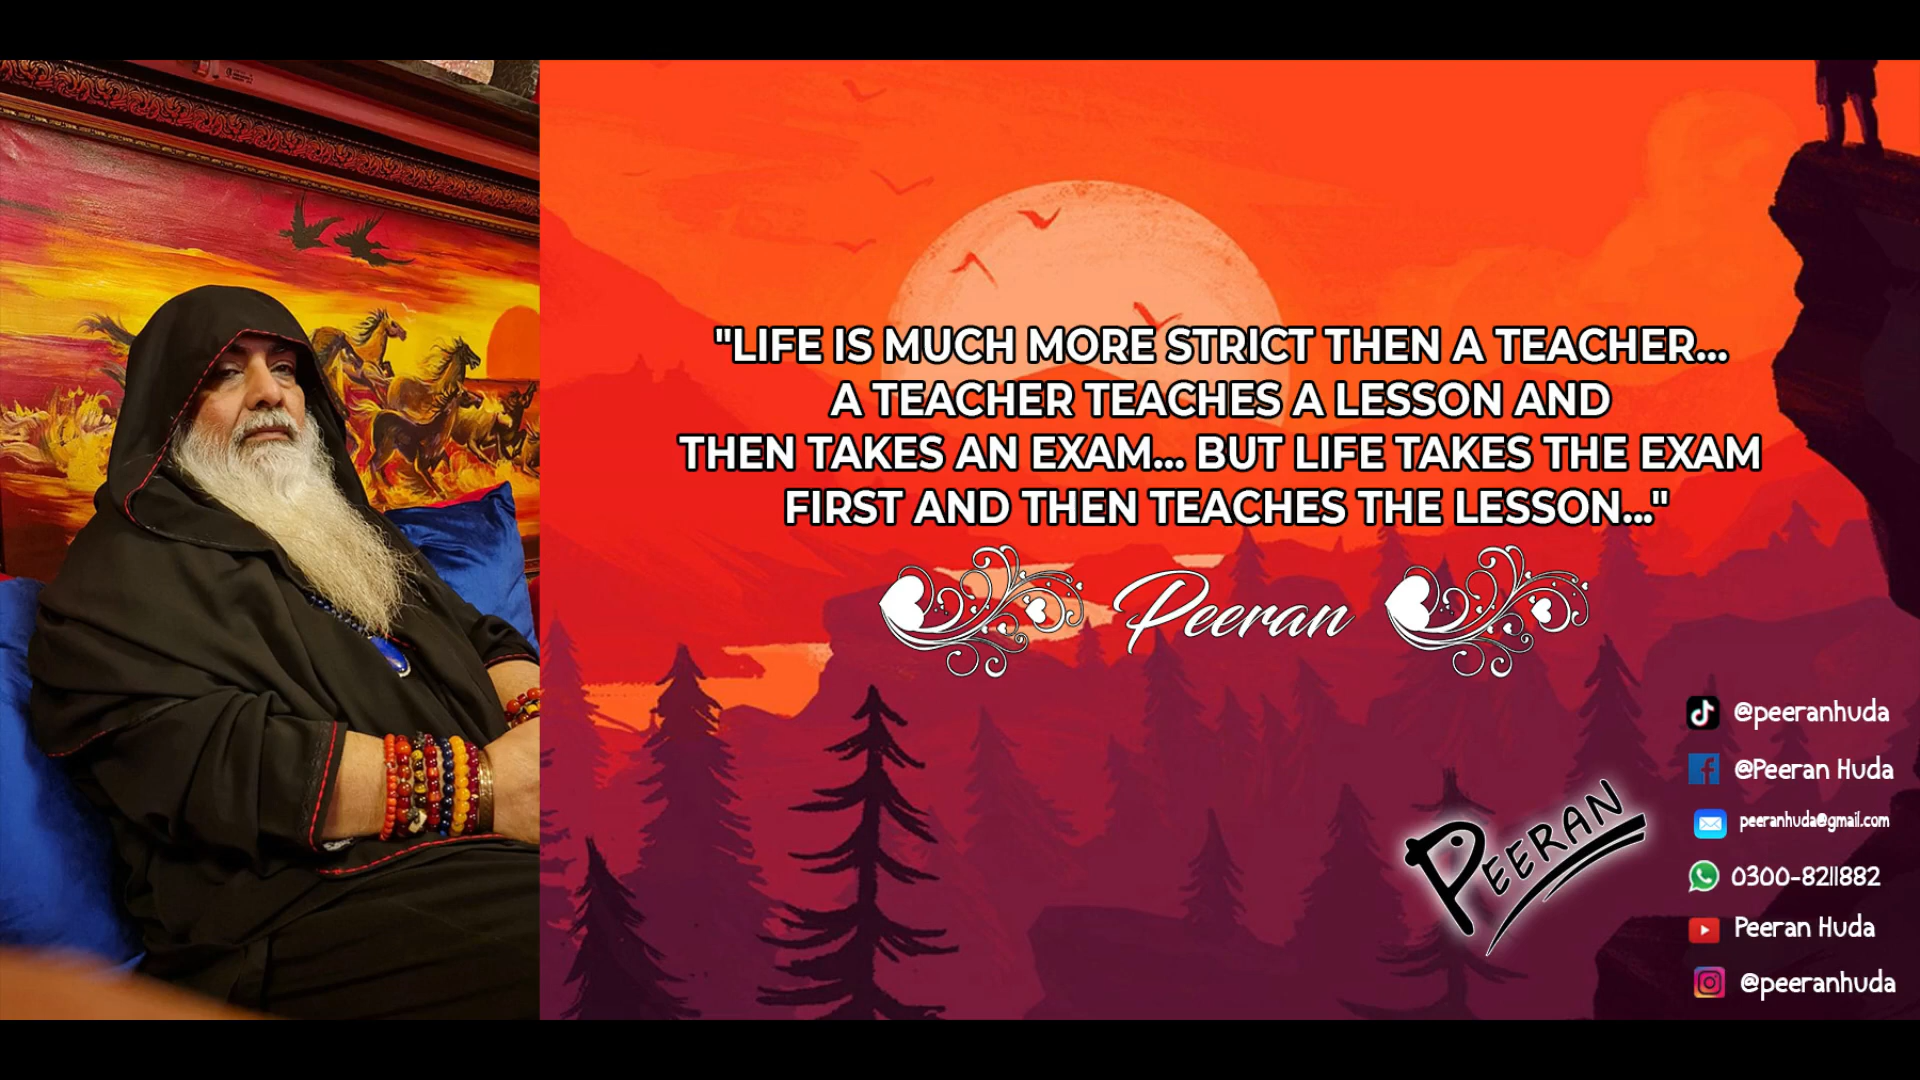 "LIFE IS MUCH MORE STRICT THEN A TEACHER...
A TEACHER TEACHES A LESSON AND
THEN TAKES AN EXAM... BUT LIFE TAKES THE EXAM
FIRST AND THEN TEACHES THE LESSON..."
Peeran
PEERAN
@peeranhuda
@Peeran Huda
peeranhuda@gmail.com
0300-8211882
Peeran Huda
@peeranhuda